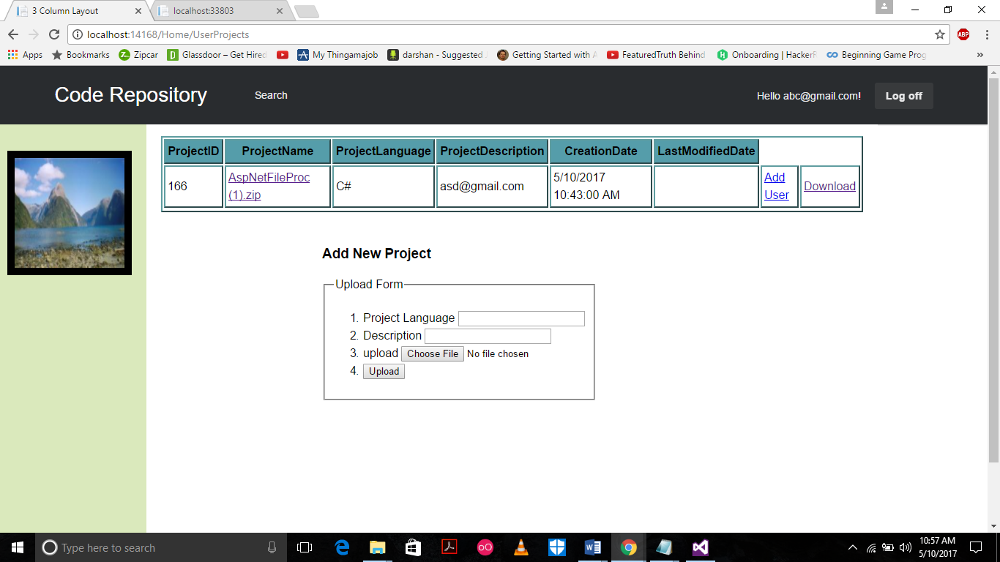 3 Column Layout
localhost:33803
localhost:14168/Home/UserProjects
ABP
Apps Bookmarks Zipcar Glassdoor – Get Hired My Thingamajob darshan - Suggested Getting Started with A FeaturedTruth Behind Onboarding | HackerR Beginning Game Prog »
Code Repository Search Hello abc@gmail.com! Log off
ProjectID ProjectName ProjectLanguage ProjectDescription CreationDate LastModifiedDate
166 AspNetFileProc (1).zip C# asd@gmail.com 5/10/2017 10:43:00 AM Add User Download
Add New Project
Upload Form
1. Project Language
2. Description
3. upload Choose File No file chosen
4. Upload
Type here to search
10:57 AM
5/10/2017